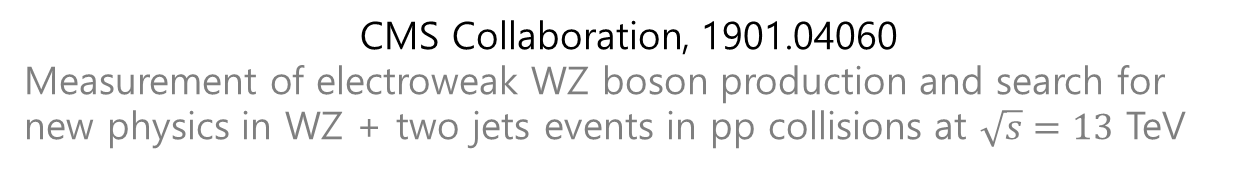 CMS Collaboration, 1901.04060
Measurement of electroweak WZ boson production and search for
new physics in WZ + two jets events in pp collisions at √s = 13 TeV